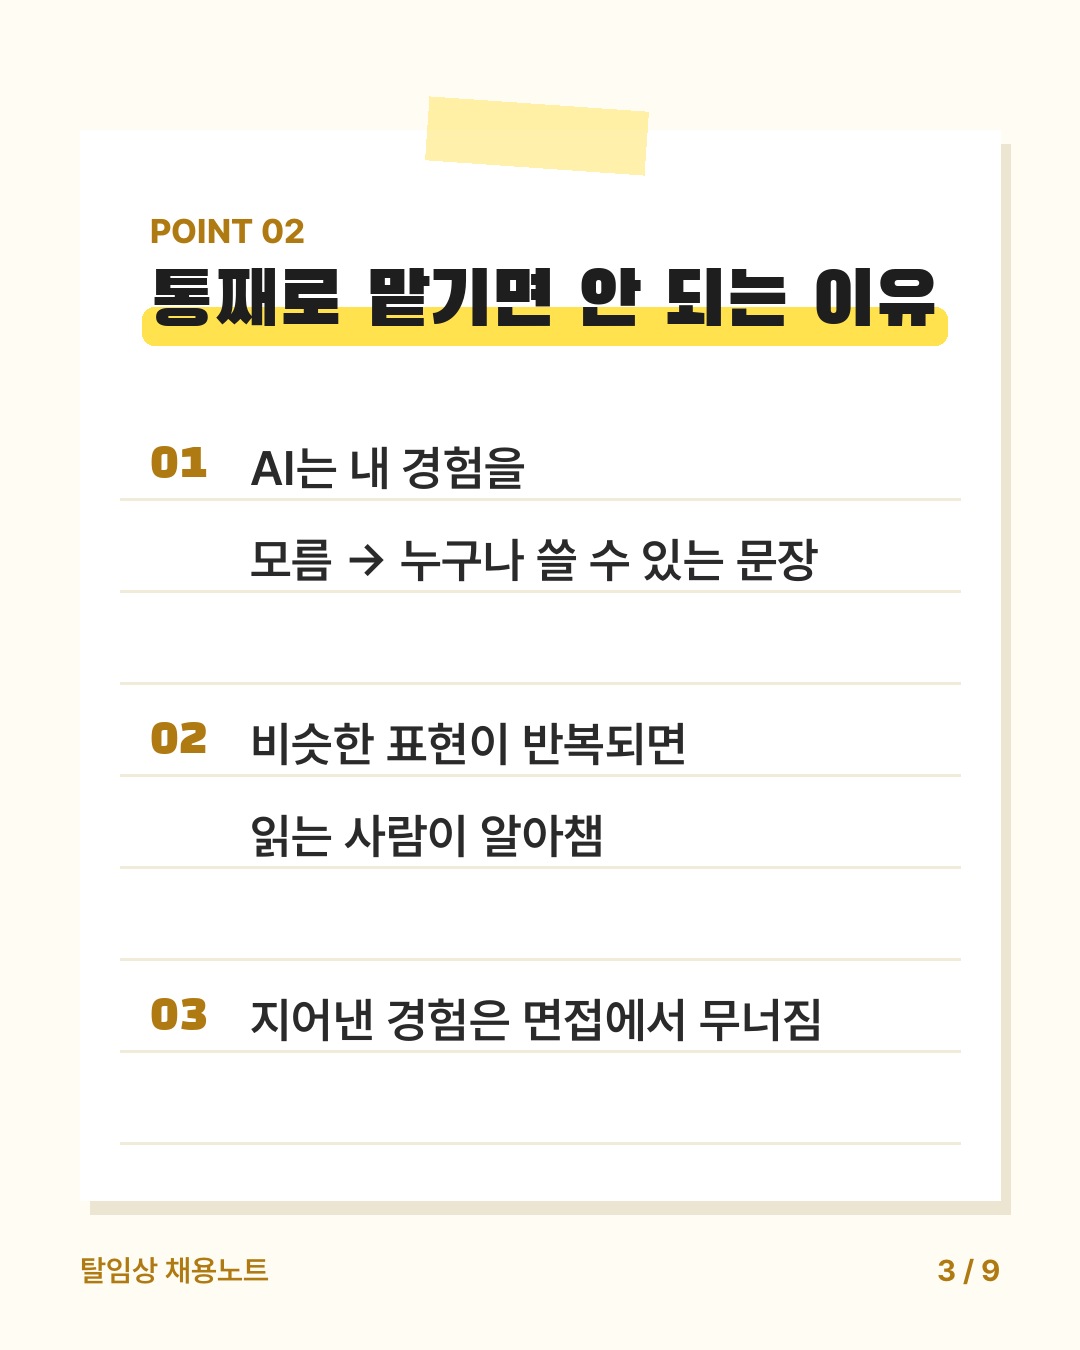 POINT 02
통째로 맡기면 안 되는 이유
01 AI는 내 경험을
모름 → 누구나 쓸 수 있는 문장
02 비슷한 표현이 반복되면
읽는 사람이 알아챔
03 지어낸 경험은 면접에서 무너짐
탈임상 채용노트
3 / 9